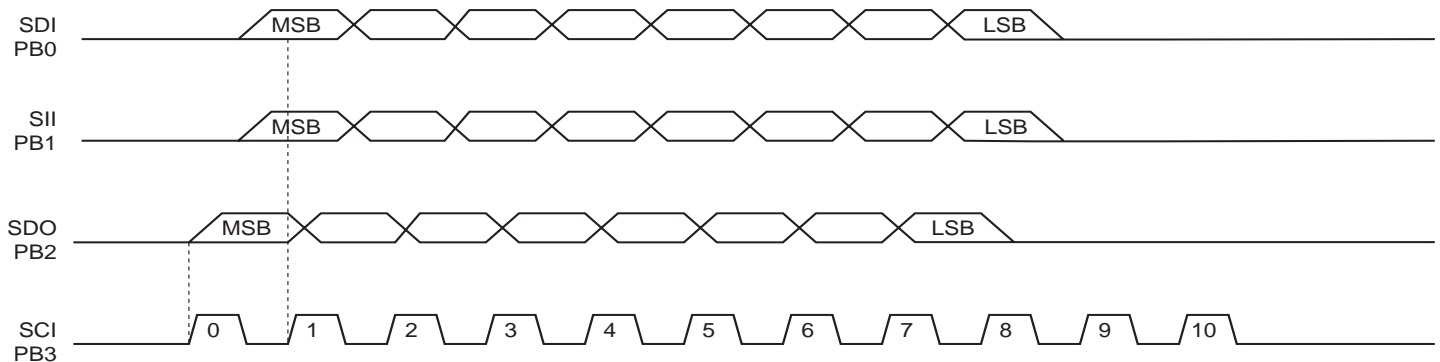 SDI
PB0
MSB
LSB
SII
PB1
MSB
LSB
SDO
PB2
MSB
LSB
SCI
PB3
0 1 2 3 4 5 6 7 8 9 10